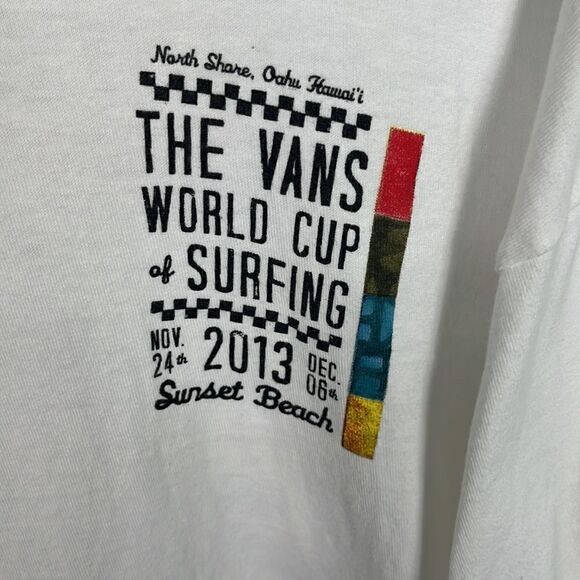 North Shore, Oahu Hawai'i
THE VANS
WORLD CUP
of SURFING
NOV. 24th 2013 DEC. 06th
Sunset Beach